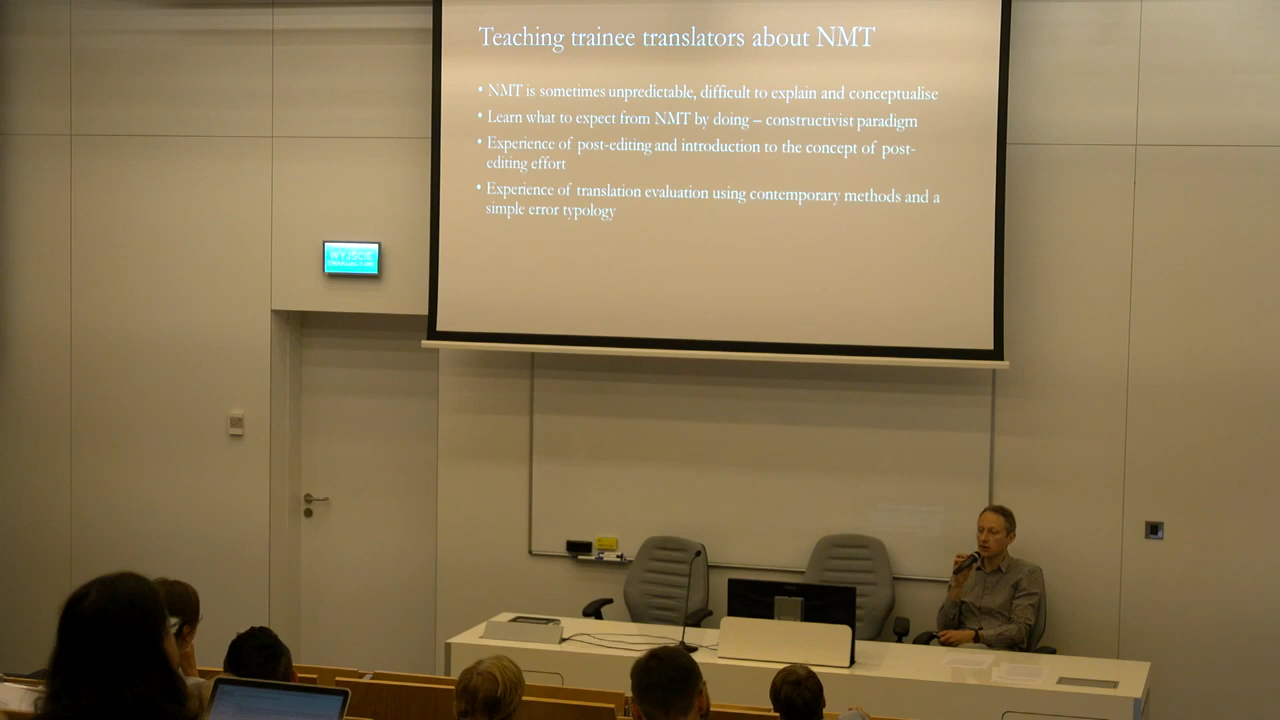 Teaching trainee translators about NMT
• NMT is sometimes unpredictable, difficult to explain and conceptualise
• Learn what to expect from NMT by doing – constructivist paradigm
• Experience of post-editing and introduction to the concept of post-
editing effort
• Experience of translation evaluation using contemporary methods and a
simple error typology
WYJŚCIE